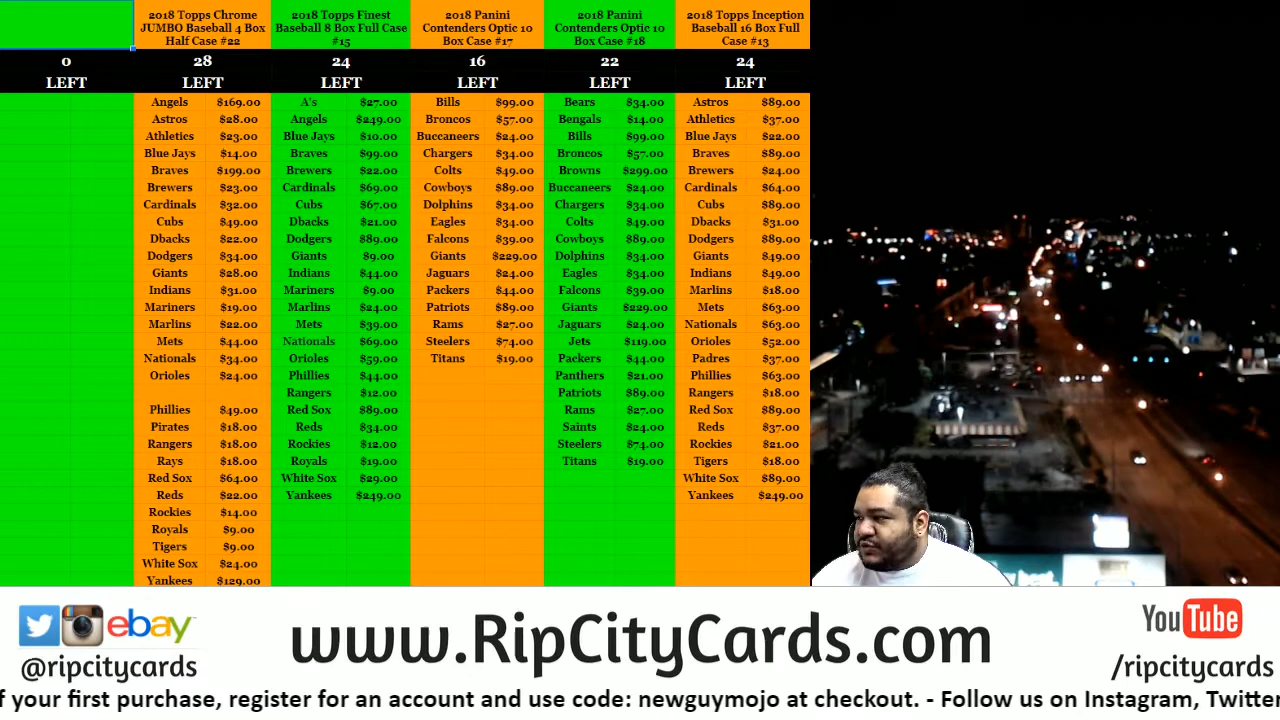 2018 Topps Chrome
JUMBO Baseball 4 Box
Half Case #22
28
LEFT
Angels $169.00
Astros $28.00
Athletics $23.00
Blue Jays $14.00
Braves $199.00
Brewers $23.00
Cardinals $32.00
Cubs $49.00
Dbacks $22.00
Dodgers $34.00
Giants $28.00
Indians $31.00
Mariners $19.00
Marlins $22.00
Mets $44.00
Nationals $34.00
Orioles $24.00
Phillies $49.00
Pirates $18.00
Rangers $18.00
Rays $18.00
Red Sox $64.00
Reds $22.00
Rockies $14.00
Royals $9.00
Tigers $9.00
White Sox $24.00
Yankees $129.00
0
LEFT
2018 Topps Finest
Baseball 8 Box Full Case
#15
24
LEFT
A's $27.00
Angels $249.00
Blue Jays $10.00
Braves $99.00
Brewers $22.00
Cardinals $69.00
Cubs $67.00
Dbacks $21.00
Dodgers $89.00
Giants $9.00
Indians $44.00
Mariners $9.00
Marlins $24.00
Mets $39.00
Nationals $69.00
Orioles $59.00
Phillies $44.00
Rangers $12.00
Red Sox $89.00
Reds $34.00
Rockies $12.00
Royals $19.00
White Sox $29.00
Yankees $249.00
2018 Panini
Contenders Optic 10
Box Case #17
16
LEFT
Bills $99.00
Broncos $57.00
Buccaneers $24.00
Chargers $34.00
Colts $49.00
Cowboys $89.00
Dolphins $34.00
Eagles $34.00
Falcons $39.00
Giants $229.00
Jaguars $24.00
Packers $44.00
Patriots $89.00
Rams $27.00
Steelers $74.00
Titans $19.00
2018 Panini
Contenders Optic 10
Box Case #18
22
LEFT
Bears $34.00
Bengals $14.00
Bills $99.00
Broncos $57.00
Browns $299.00
Buccaneers $24.00
Chargers $34.00
Colts $49.00
Cowboys $89.00
Dolphins $34.00
Eagles $34.00
Falcons $39.00
Giants $229.00
Jaguars $24.00
Jets $119.00
Packers $44.00
Panthers $21.00
Patriots $89.00
Rams $27.00
Saints $24.00
Steelers $74.00
Titans $19.00
2018 Topps Inception
Baseball 16 Box Full
Case #13
24
LEFT
Astros $89.00
Athletics $37.00
Blue Jays $22.00
Braves $89.00
Brewers $24.00
Cardinals $64.00
Cubs $89.00
Dbacks $31.00
Dodgers $89.00
Giants $49.00
Indians $49.00
Marlins $18.00
Mets $63.00
Nationals $63.00
Orioles $52.00
Padres $37.00
Phillies $63.00
Rangers $18.00
Red Sox $89.00
Reds $37.00
Rockies $21.00
Tigers $18.00
White Sox $89.00
Yankees $249.00
ebay
@ripcitycards
www.RipCityCards.com
YouTube
/ripcitycards
f your first purchase, register for an account and use code: newguymojo at checkout. - Follow us on Instagram, Twitter